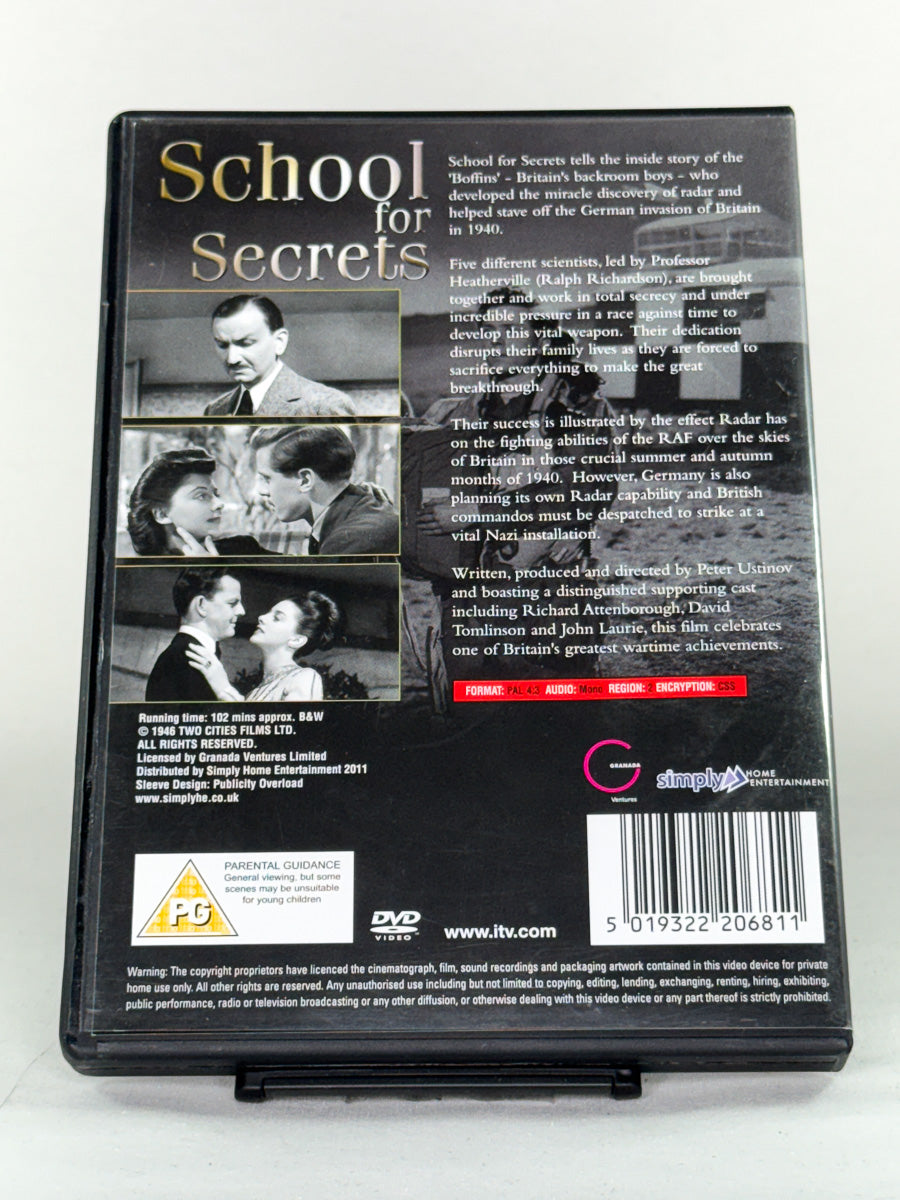 School
for
Secrets
School for Secrets tells the inside story of the
'Boffins' - Britain's backroom boys - who
developed the miracle discovery of radar and
helped stave off the German invasion of Britain
in 1940.
Five different scientists, led by Professor
Heatherville (Ralph Richardson), are brought
together and work in total secrecy and under
incredible pressure in a race against time to
develop this vital weapon. Their dedication
disrupts their family lives as they are forced to
sacrifice everything to make the great
breakthrough.
Their success is illustrated by the effect Radar has
on the fighting abilities of the RAF over the skies
of Britain in those crucial summer and autumn
months of 1940. However, Germany is also
planning its own Radar capability and British
commandos must be despatched to strike at a
vital Nazi installation.
Written, produced and directed by Peter Ustinov
and boasting a distinguished supporting cast
including Richard Attenborough, David
Tomlinson and John Laurie, this film celebrates
one of Britain's greatest wartime achievements.
FORMAT: PAL 4:3 AUDIO: Mono REGION: 2 ENCRYPTION: CSS
Running time: 102 mins approx. B&W
© 1946 TWO CITIES FILMS LTD.
ALL RIGHTS RESERVED.
Licensed by Granada Ventures Limited
Distributed by Simply Home Entertainment 2011
Sleeve Design: Publicity Overload
www.simplyhe.co.uk
GRANADA
Ventures
simply HOME
ENTERTAINMENT
PARENTAL GUIDANCE
General viewing, but some
scenes may be unsuitable
for young children
PG
DVD
VIDEO
www.itv.com
5 019322 206811
Warning: The copyright proprietors have licenced the cinematograph, film, sound recordings and packaging artwork contained in this video device for private
home use only. All other rights are reserved. Any unauthorised use including but not limited to copying, editing, lending, exchanging, renting, hiring, exhibiting,
public performance, radio or television broadcasting or any other diffusion, or otherwise dealing with this video device or any part thereof is strictly prohibited.